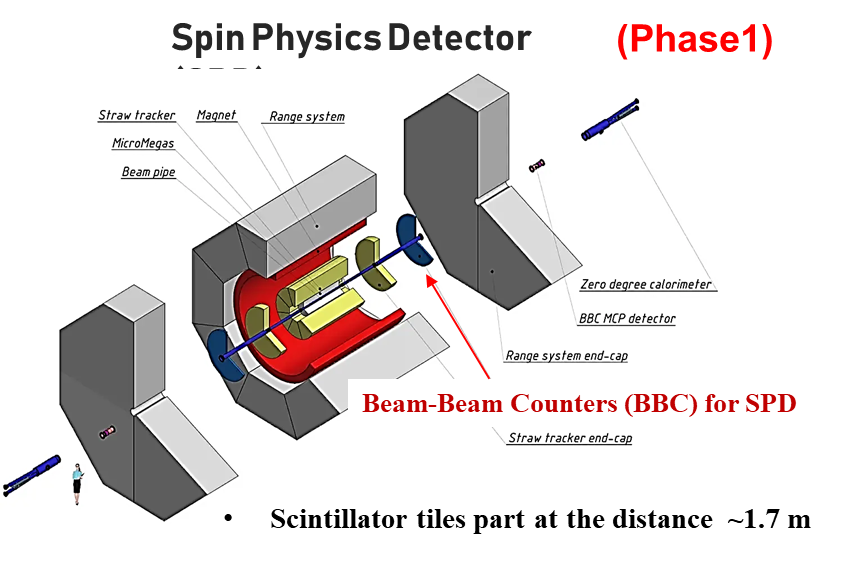 Spin Physics Detector
(Phase1)
Straw tracker
Magnet
Range system
MicroMegas
Beam pipe
Zero degree calorimeter
BBC MCP detector
Range system end-cap
Beam-Beam Counters (BBC) for SPD
Straw tracker end-cap
• Scintillator tiles part at the distance ~1.7 m